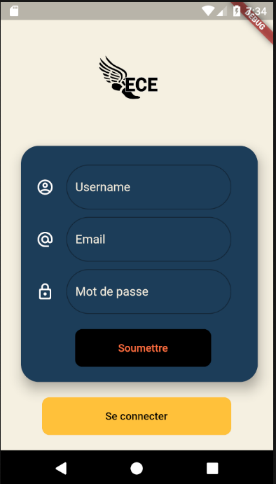 3:34
DEBUG
ECE
Username
Email
Mot de passe
Soumettre
Se connecter